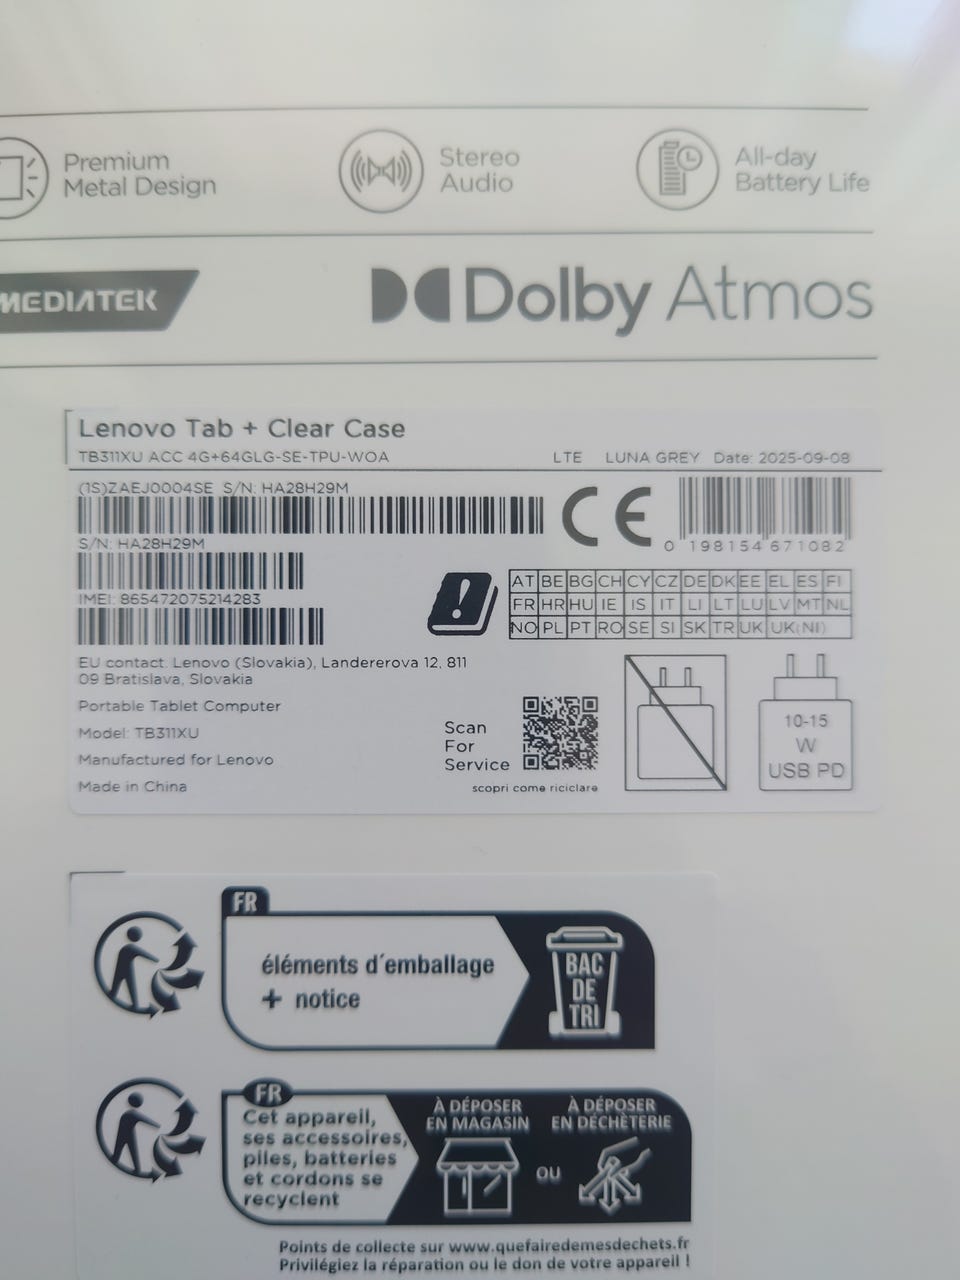 Premium
Metal Design
Stereo
Audio
All-day
Battery Life
MEDIATEK
Dolby Atmos
Lenovo Tab + Clear Case
TB311XU ACC 4G+64GLG-SE-TPU-WOA LTE LUNA GREY Date: 2025-09-08
(1S)ZAEJ0004SE S/N: HA28H29M
S/N: HA28H29M
IMEI: 865472075214283
CE
0 198154 671082
AT BE BG CH CY CZ DE DK EE EL ES FI
FR HR HU IE IS IT LI LT LU LV MT NL
NO PL PT RO SE SI SK TR UK UK(NI)
EU contact: Lenovo (Slovakia), Landererova 12, 811
09 Bratislava, Slovakia
Portable Tablet Computer
Model: TB311XU
Manufactured for Lenovo
Made in China
Scan
For
Service
scopri come riciclare
10-15
W
USB PD
FR
éléments d'emballage
+ notice
BAC
DE
TRI
FR
Cet appareil,
ses accessoires,
piles, batteries
et cordons se
recyclent
À DÉPOSER
EN MAGASIN
OU
À DÉPOSER
EN DÉCHÈTERIE
Points de collecte sur www.quefairedemesdechets.fr
Privilégiez la réparation ou le don de votre appareil !